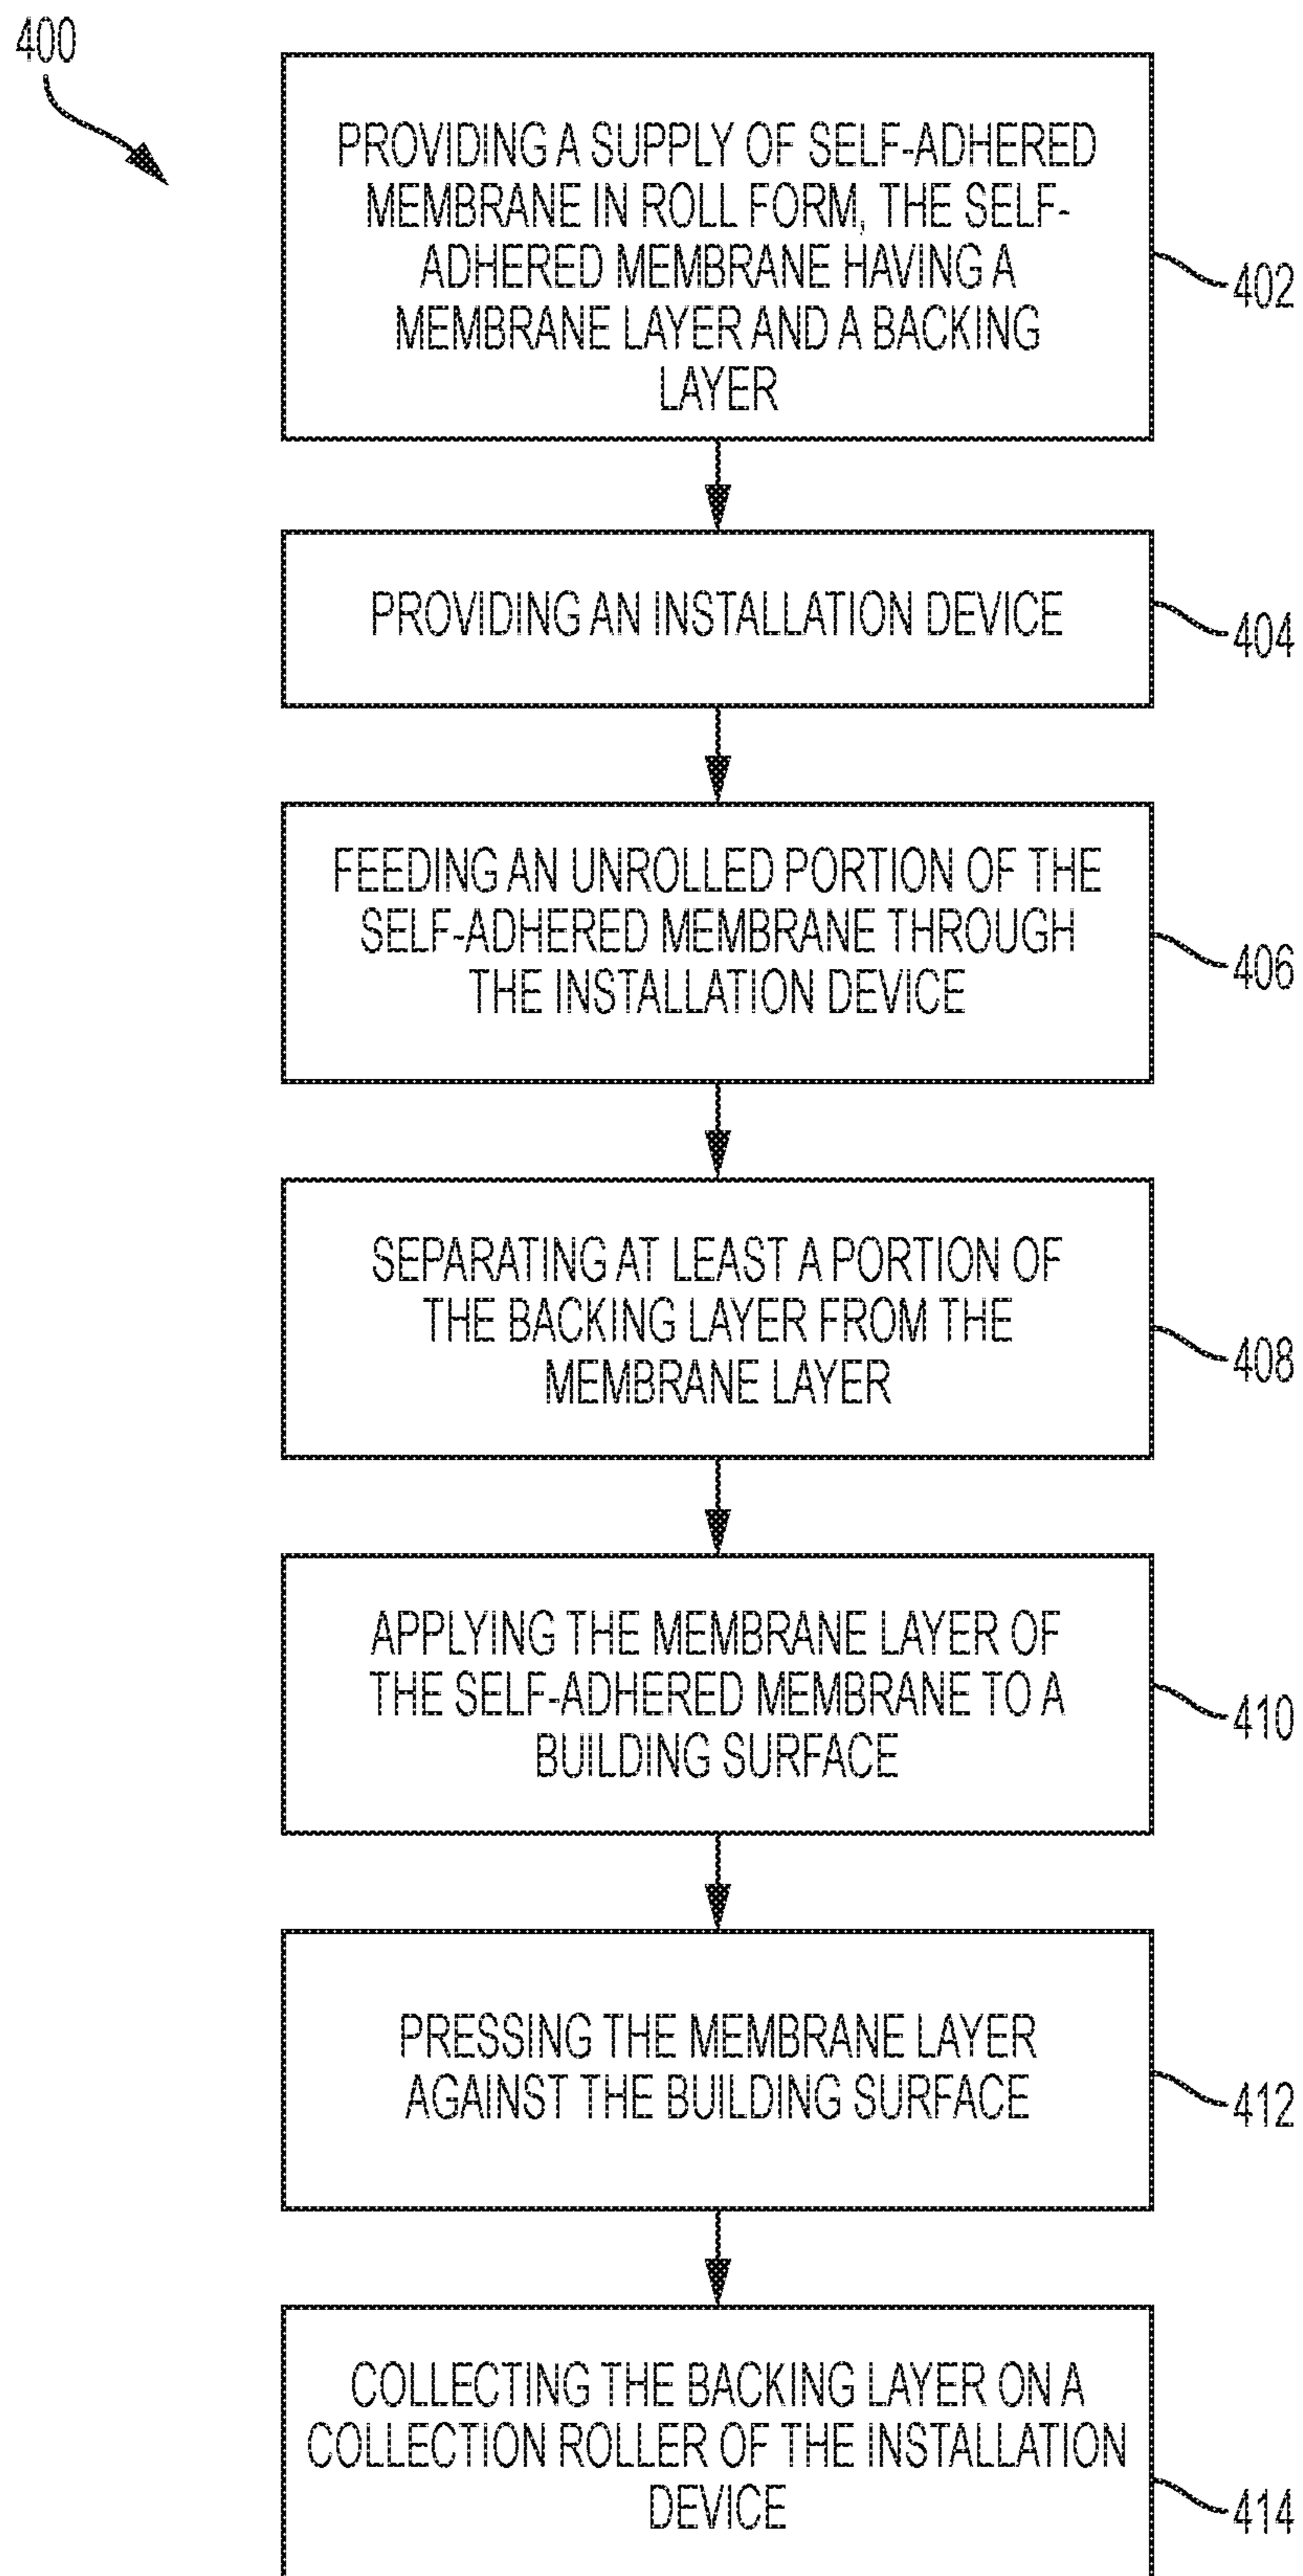 400
PROVIDING A SUPPLY OF SELF-ADHERED
MEMBRANE IN ROLL FORM, THE SELF-
ADHERED MEMBRANE HAVING A
MEMBRANE LAYER AND A BACKING
LAYER
402
PROVIDING AN INSTALLATION DEVICE
404
FEEDING AN UNROLLED PORTION OF THE
SELF-ADHERED MEMBRANE THROUGH
THE INSTALLATION DEVICE
406
SEPARATING AT LEAST A PORTION OF
THE BACKING LAYER FROM THE
MEMBRANE LAYER
408
APPLYING THE MEMBRANE LAYER OF
THE SELF-ADHERED MEMBRANE TO A
BUILDING SURFACE
410
PRESSING THE MEMBRANE LAYER
AGAINST THE BUILDING SURFACE
412
COLLECTING THE BACKING LAYER ON A
COLLECTION ROLLER OF THE INSTALLATION
DEVICE
414